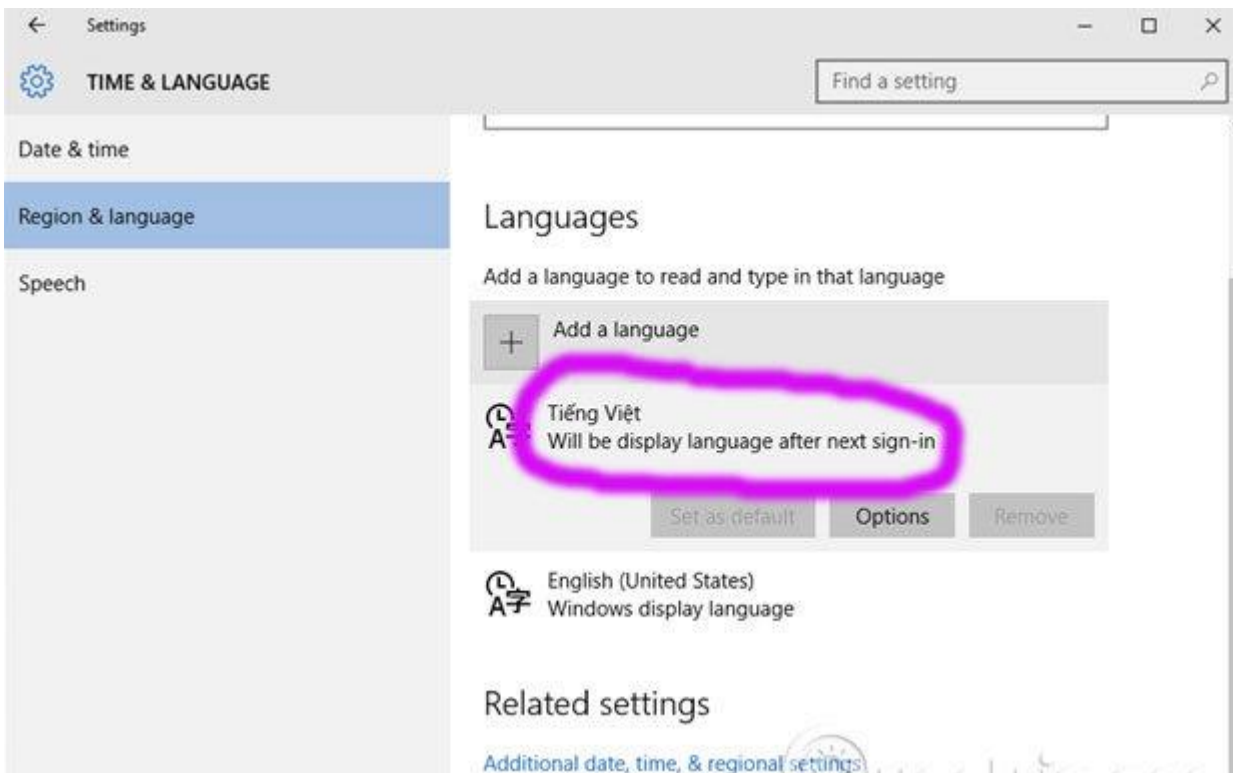 Settings
TIME & LANGUAGE
Find a setting
Date & time
Region & language
Speech
Languages
Add a language to read and type in that language
Add a language
Tiếng Việt
Will be display language after next sign-in
Set as default Options Remove
English (United States)
Windows display language
Related settings
Additional date, time, & regional settings